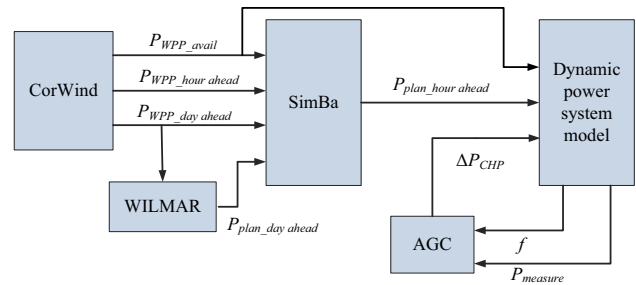 CorWind
P_WPP_avail
P_WPP_hour ahead
P_WPP_day ahead
WILMAR
P_plan_day ahead
SimBa
P_plan_hour ahead
Dynamic
power
system
model
ΔP_CHP
AGC
f
P_measure